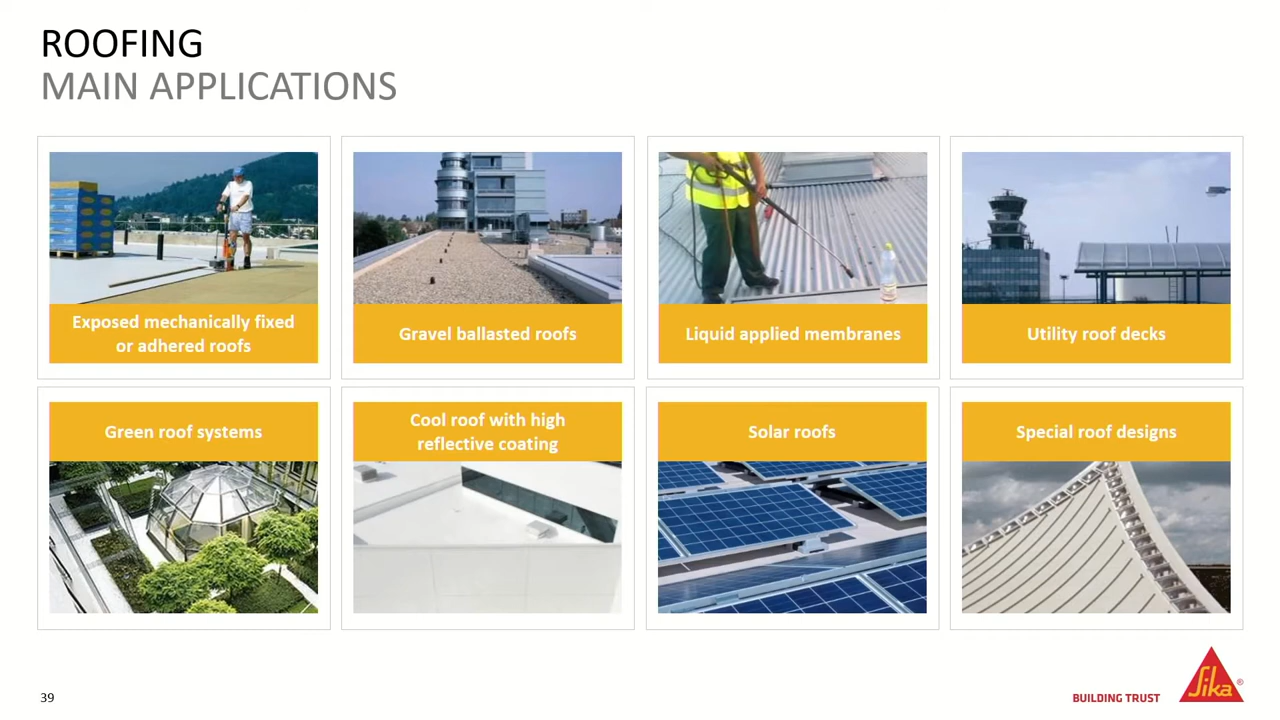 ROOFING
MAIN APPLICATIONS
Exposed mechanically fixed
or adhered roofs
Gravel ballasted roofs
Liquid applied membranes
Utility roof decks
Green roof systems
Cool roof with high
reflective coating
Solar roofs
Special roof designs
39
BUILDING TRUST
Sika®